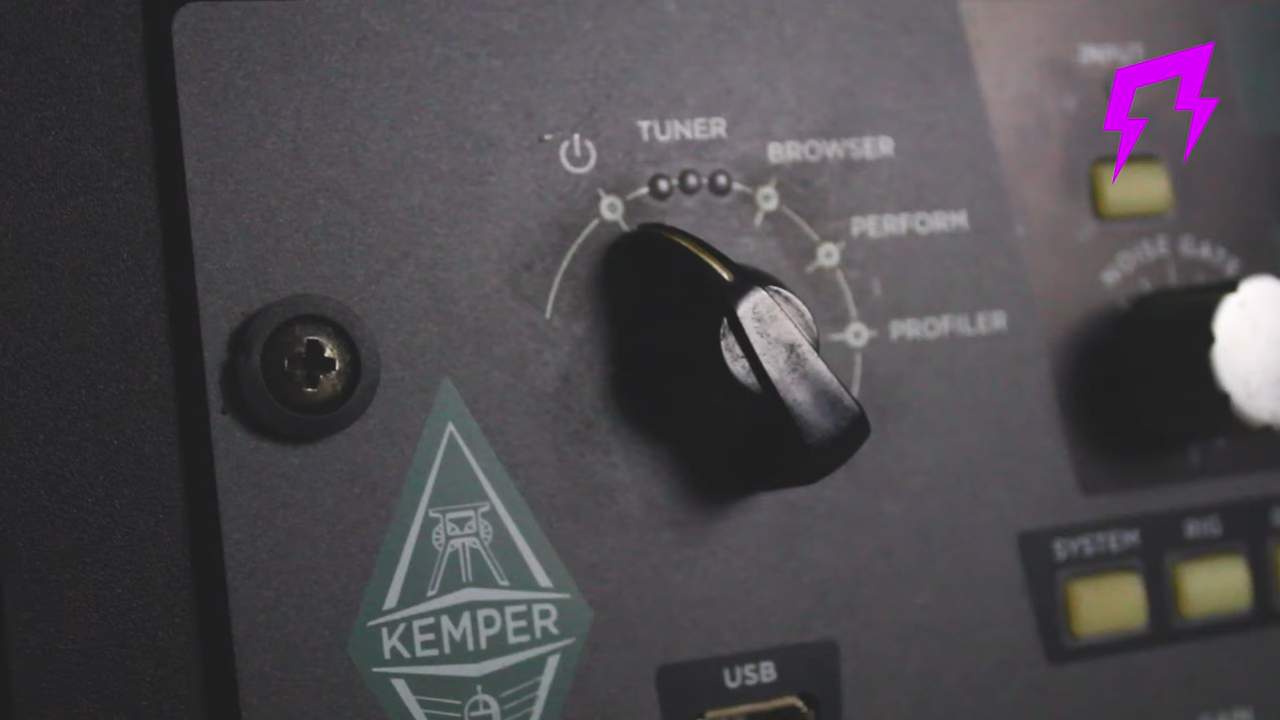 INPUT
TUNER
BROWSER
PERFORM
NOISE GATE
PROFILER
SYSTEM
RIG
KEMPER
USB